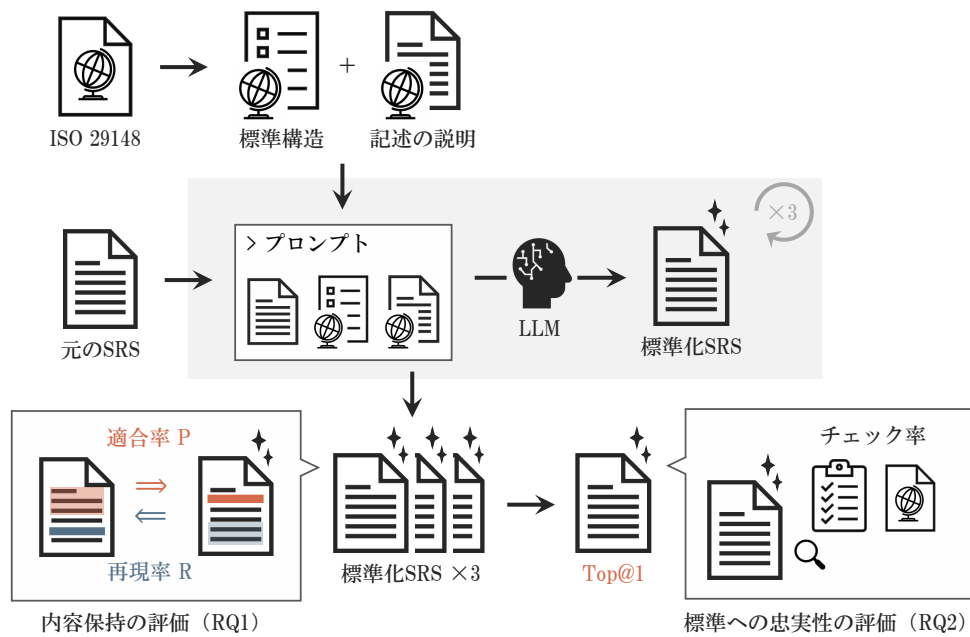 ISO 29148
標準構造
+
記述の説明
×3
> プロンプト
元のSRS
LLM
標準化SRS
適合率 P
再現率 R
内容保持の評価（RQ1）
標準化SRS ×3
Top@1
チェック率
標準への忠実性の評価（RQ2）